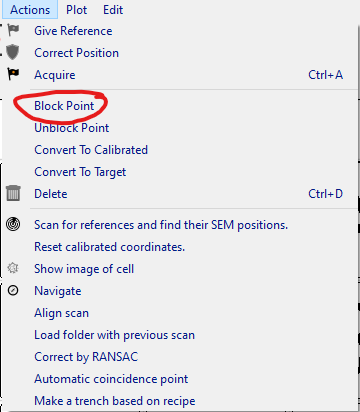 Actions Plot Edit
Give Reference
Correct Position
Acquire Ctrl+A
Block Point
Unblock Point
Convert To Calibrated
Convert To Target
Delete Ctrl+D
Scan for references and find their SEM positions.
Reset calibrated coordinates.
Show image of cell
Navigate
Align scan
Load folder with previous scan
Correct by RANSAC
Automatic coincidence point
Make a trench based on recipe